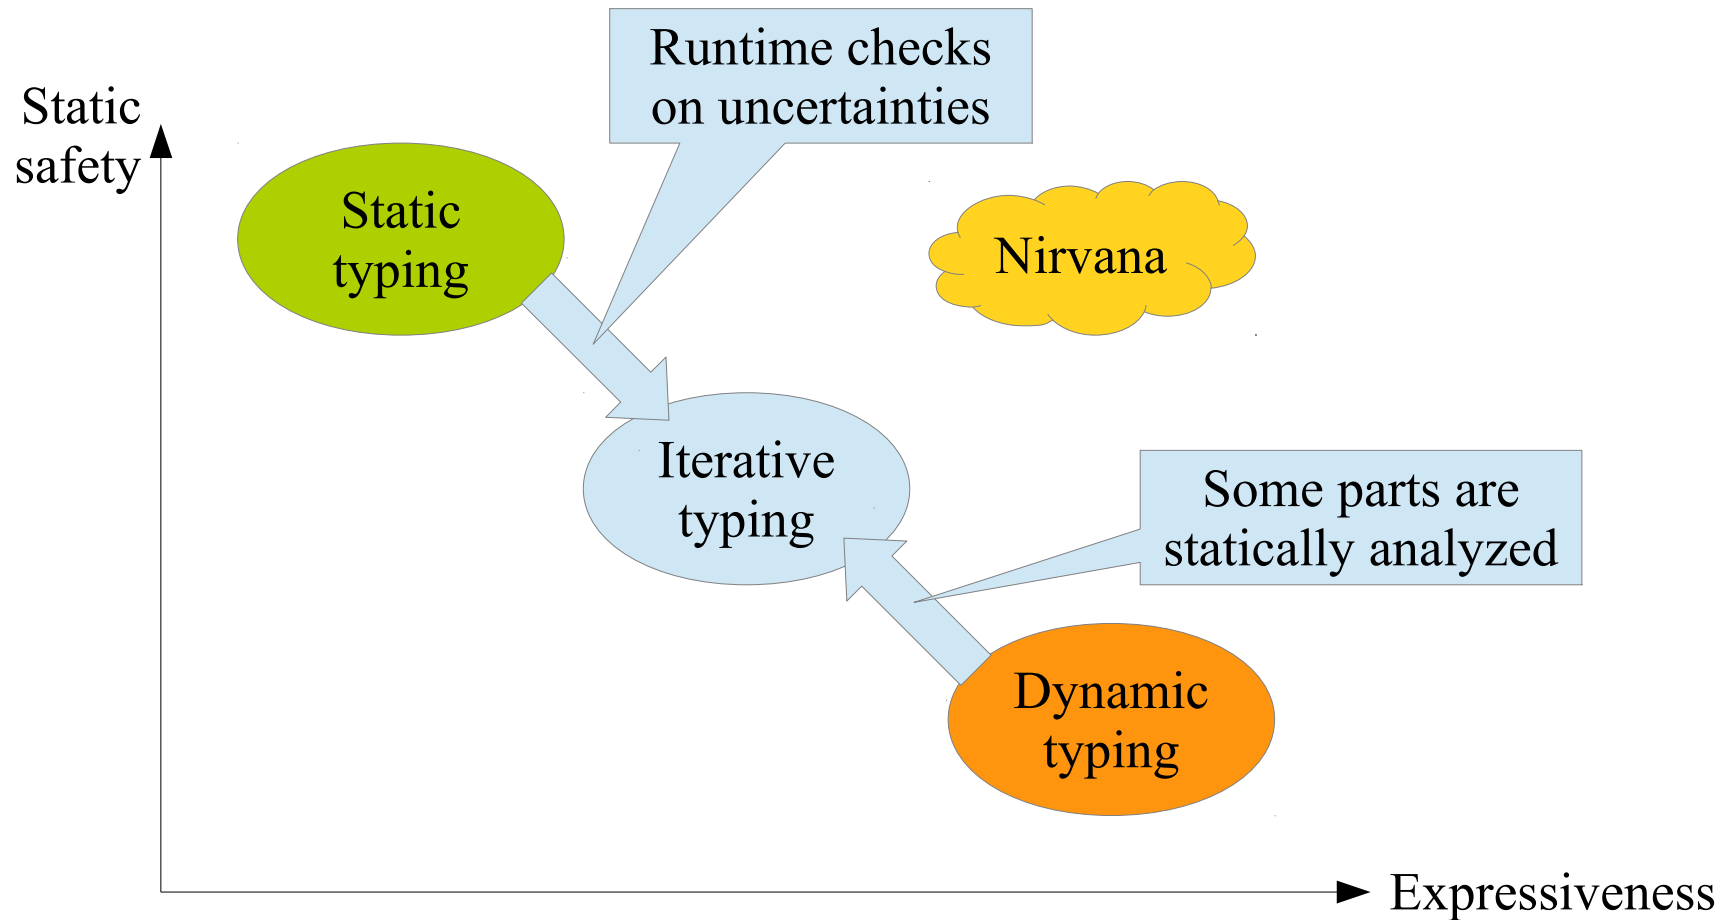 Runtime checks
on uncertainties
Static
safety
Static
typing
Nirvana
Iterative
typing
Some parts are
statically analyzed
Dynamic
typing
Expressiveness